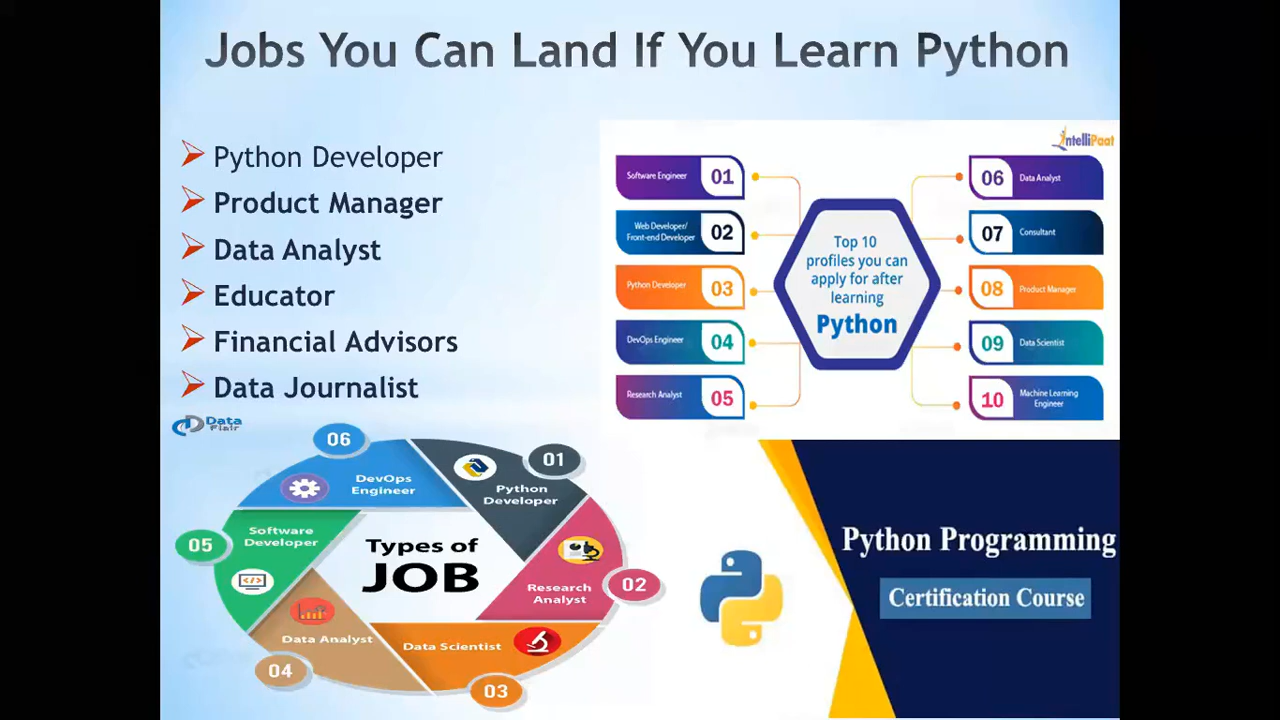 Jobs You Can Land If You Learn Python
Python Developer
Product Manager
Data Analyst
Educator
Financial Advisors
Data Journalist
IntelliPaat
Software Engineer 01
Web Developer/
Front-end Developer
02
Python Developer 03
DevOps Engineer 04
Research Analyst 05
Top 10
profiles you can
apply for after
learning
Python
06 Data Analyst
07 Consultant
08 Product Manager
09 Data Scientist
10
Machine Learning
Engineer
Data
Flair
Types of
JOB
01
Python
Developer
02
Research
Analyst
03
Data Scientist
04
Data Analyst
05
Software
Developer
06
DevOps
Engineer
Python Programming
Certification Course